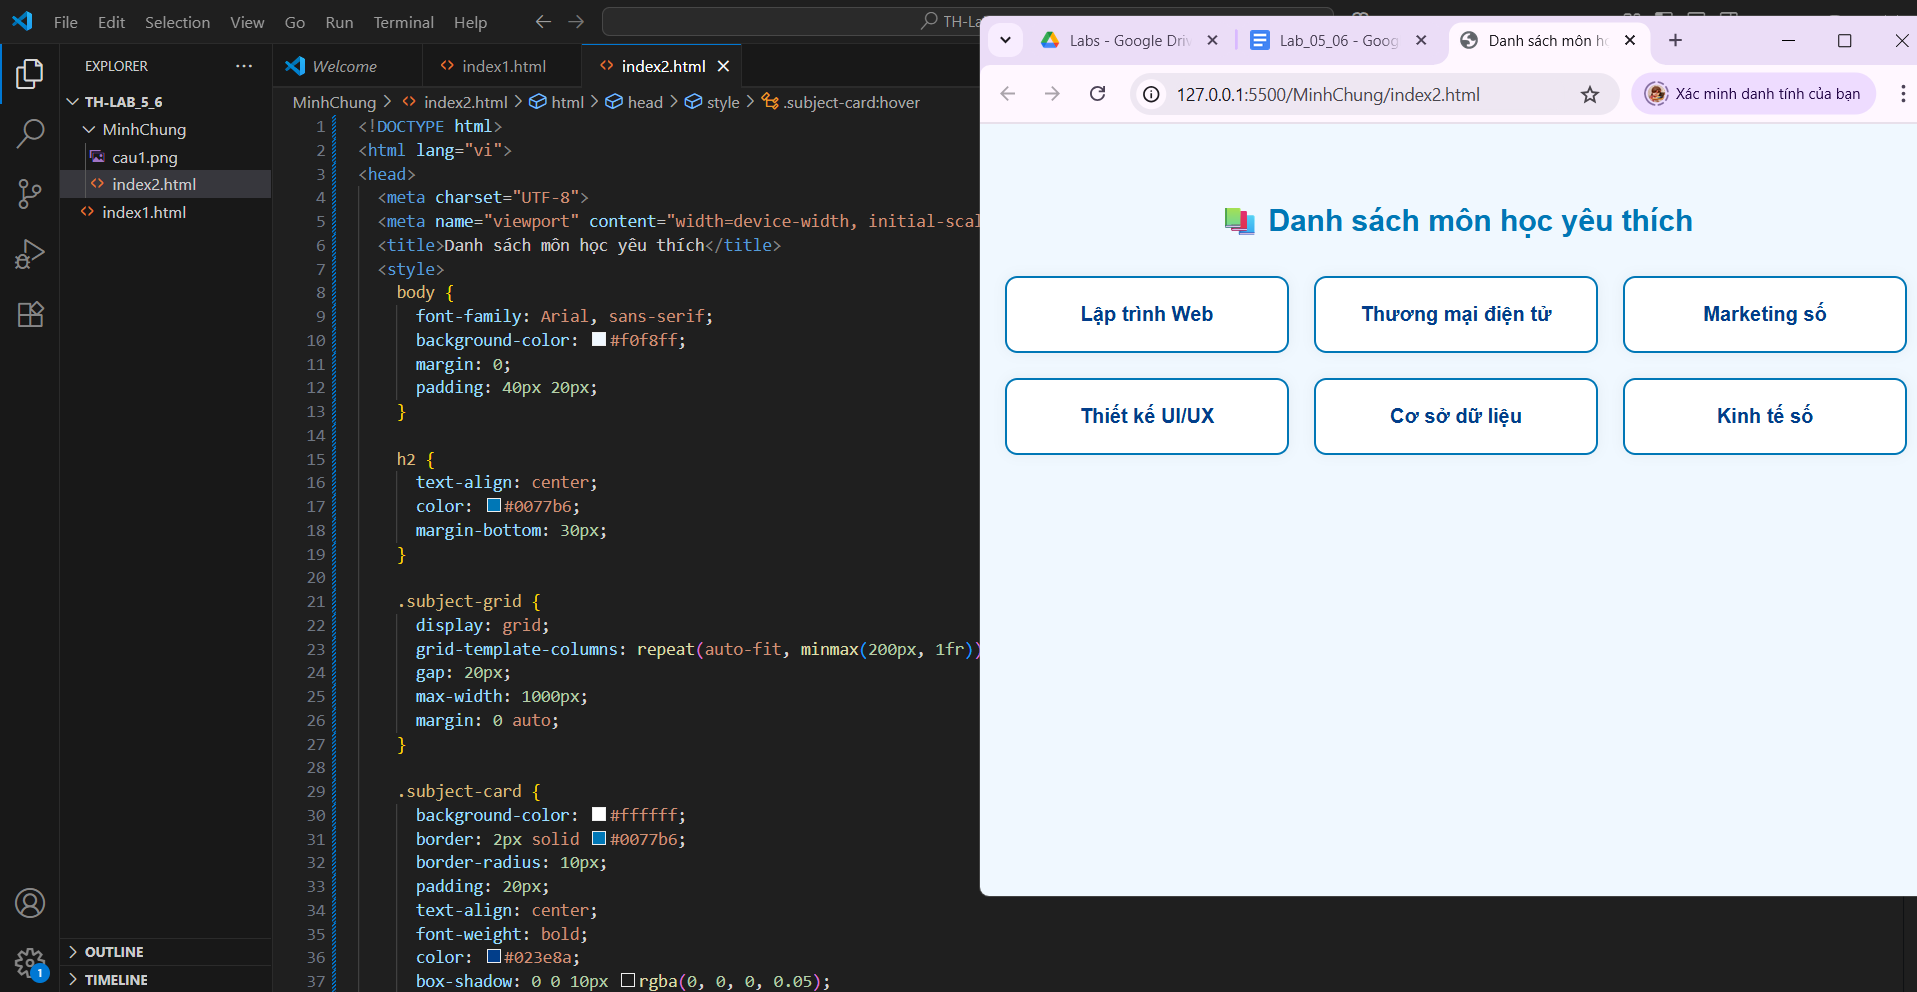 File Edit Selection View Go Run Terminal Help
TH-La
EXPLORER
TH-LAB_5_6
MinhChung
cau1.png
index2.html
index1.html
OUTLINE
TIMELINE
1
Welcome index1.html index2.html
MinhChung > index2.html > html > head > style > .subject-card:hover
1 <!DOCTYPE html>
2 <html lang="vi">
3 <head>
4 <meta charset="UTF-8">
5 <meta name="viewport" content="width=device-width, initial-scal
6 <title>Danh sách môn học yêu thích</title>
7 <style>
8 body {
9 font-family: Arial, sans-serif;
10 background-color: #f0f8ff;
11 margin: 0;
12 padding: 40px 20px;
13 }
14
15 h2 {
16 text-align: center;
17 color: #0077b6;
18 margin-bottom: 30px;
19 }
20
21 .subject-grid {
22 display: grid;
23 grid-template-columns: repeat(auto-fit, minmax(200px, 1fr))
24 gap: 20px;
25 max-width: 1000px;
26 margin: 0 auto;
27 }
28
29 .subject-card {
30 background-color: #ffffff;
31 border: 2px solid #0077b6;
32 border-radius: 10px;
33 padding: 20px;
34 text-align: center;
35 font-weight: bold;
36 color: #023e8a;
37 box-shadow: 0 0 10px rgba(0, 0, 0, 0.05);
Labs - Google Driv Lab_05_06 - Goog Danh sách môn họ
127.0.0.1:5500/MinhChung/index2.html Xác minh danh tính của bạn
📚 Danh sách môn học yêu thích
Lập trình Web Thương mại điện tử Marketing số
Thiết kế UI/UX Cơ sở dữ liệu Kinh tế số